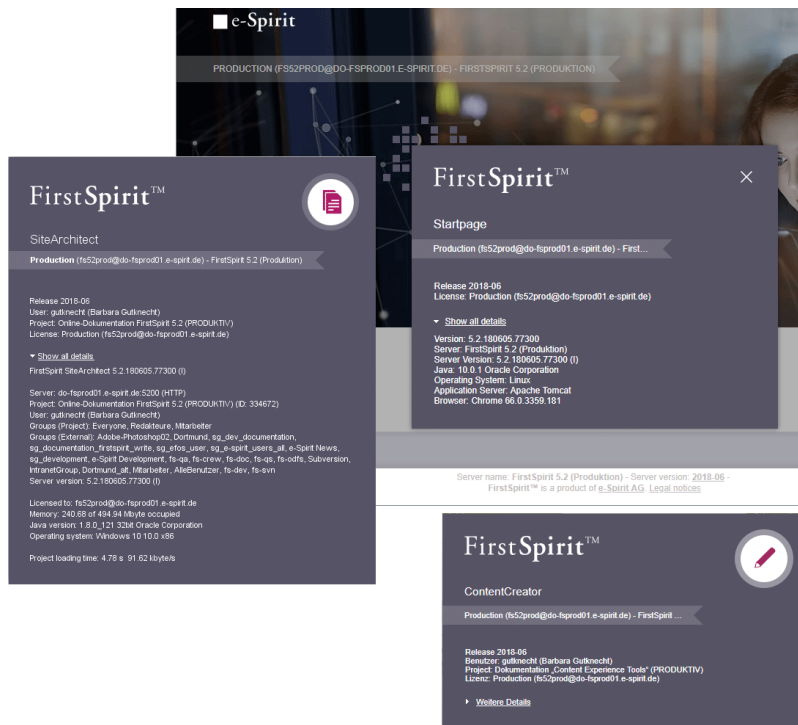 e-Spirit
PRODUCTION (FS52PROD@DO-FSPROD01.E-SPIRIT.DE) - FIRSTSPIRIT 5.2 (PRODUKTION)
FirstSpirit™
SiteArchitect
Production (fs52prod@do-fsprod01.e-spirit.de) - FirstSpirit 5.2 (Produktion)
Release 2018-06
User: gutknecht (Barbara Gutknecht)
Project: Online-Dokumentation FirstSpirit 5.2 (PRODUKTIV)
License: Production (fs52prod@do-fsprod01.e-spirit.de)
Show all details
FirstSpirit SiteArchitect 5.2.180605.77300 (I)
Server: do-fsprod01.e-spirit.de:5200 (HTTP)
Project: Online-Dokumentation FirstSpirit 5.2 (PRODUKTIV) (ID: 334672)
User: gutknecht (Barbara Gutknecht)
Groups (Project): Everyone, Redakteure, Mitarbeiter
Groups (External): Adobe-Photoshop02, Dortmund, sg_dev_documentation,
sg_documentation_firstspirit_write, sg_efos_user, sg_e-spirit_users_all, e-Spirit News,
sg_development, e-Spirit Development, fs-qa, fs-crew, fs-doc, fs-qs, fs-odfs, Subversion,
IntranetGroup, Dortmund_alt, Mitarbeiter, AlleBenutzer, fs-dev, fs-svn
Server version: 5.2.180605.77300 (I)
Licensed to: fs52prod@do-fsprod01.e-spirit.de
Memory: 240.68 of 494.94 Mbyte occupied
Java version: 1.8.0_121 32bit Oracle Corporation
Operating system: Windows 10 10.0 x86
Project loading time: 4.78 s 91.62 kbyte/s
FirstSpirit™
Startpage
Production (fs52prod@do-fsprod01.e-spirit.de) - First...
Release 2018-06
License: Production (fs52prod@do-fsprod01.e-spirit.de)
Show all details
Version: 5.2.180605.77300
Server: FirstSpirit 5.2 (Produktion)
Server Version: 5.2.180605.77300 (I)
Java: 10.0.1 Oracle Corporation
Operating System: Linux
Application Server: Apache Tomcat
Browser: Chrome 66.0.3359.181
Server name: FirstSpirit 5.2 (Produktion) - Server version: 2018-06 -
FirstSpirit™ is a product of e-Spirit AG. Legal notices
FirstSpirit™
ContentCreator
Production (fs52prod@do-fsprod01.e-spirit.de) - FirstSpirit ...
Release 2018-06
Benutzer: gutknecht (Barbara Gutknecht)
Project: Dokumentation „Content Experience Tools“ (PRODUKTIV)
Lizenz: Production (fs52prod@do-fsprod01.e-spirit.de)
Weitere Details